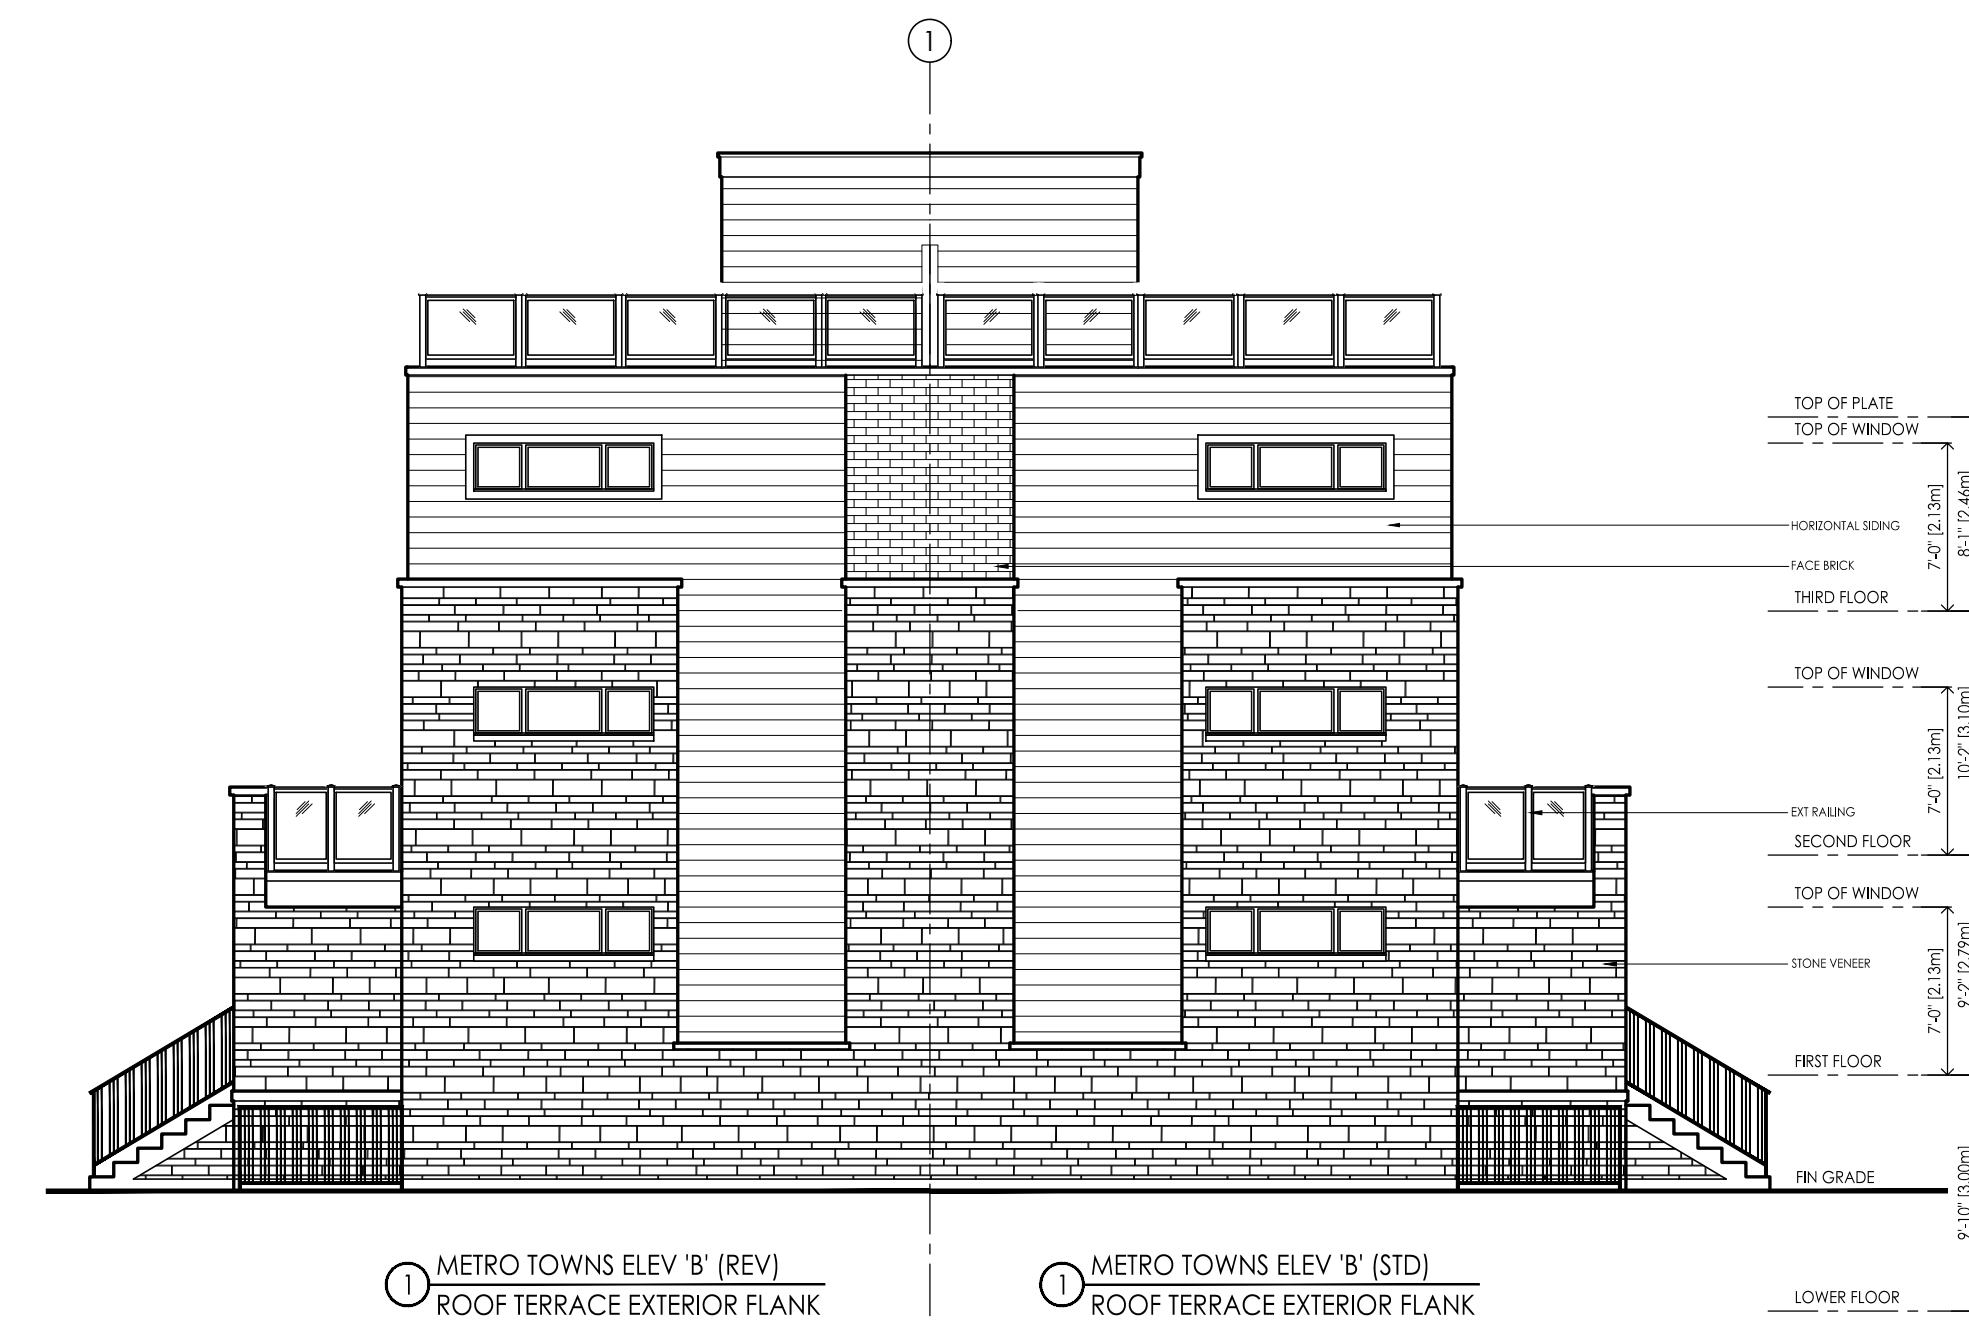 1
TOP OF PLATE
TOP OF WINDOW
7'-0" [2.13m]
8'-1" [2.46m]
HORIZONTAL SIDING
FACE BRICK
THIRD FLOOR
TOP OF WINDOW
7'-0" [2.13m]
10'-2" [3.10m]
EXT RAILING
SECOND FLOOR
TOP OF WINDOW
7'-0" [2.13m]
9'-2" [2.79m]
STONE VENEER
FIRST FLOOR
FIN GRADE
9'-10" [3.00m]
LOWER FLOOR
1
METRO TOWNS ELEV 'B' (REV)
ROOF TERRACE EXTERIOR FLANK
1
METRO TOWNS ELEV 'B' (STD)
ROOF TERRACE EXTERIOR FLANK